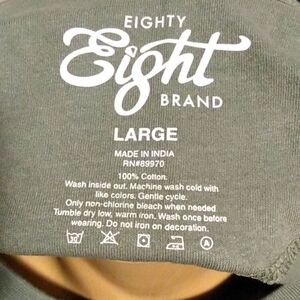 EIGHTY
Eight
BRAND
LARGE
MADE IN INDIA
RN#89970
100% Cotton.
Wash inside out. Machine wash cold with
like colors. Gentle cycle.
Only non-chlorine bleach when needed
Tumble dry low, warm iron. Wash once before
wearing. Do not iron on decoration.